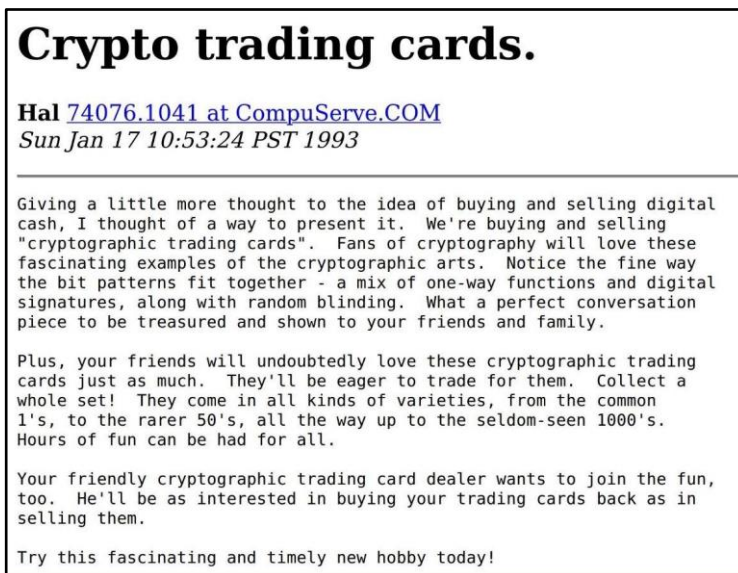 Crypto trading cards.
Hal 74076.1041 at CompuServe.COM
Sun Jan 17 10:53:24 PST 1993
Giving a little more thought to the idea of buying and selling digital
cash, I thought of a way to present it.  We're buying and selling
"cryptographic trading cards".  Fans of cryptography will love these
fascinating examples of the cryptographic arts.  Notice the fine way
the bit patterns fit together - a mix of one-way functions and digital
signatures, along with random blinding.  What a perfect conversation
piece to be treasured and shown to your friends and family.
Plus, your friends will undoubtedly love these cryptographic trading
cards just as much.  They'll be eager to trade for them.  Collect a
whole set!  They come in all kinds of varieties, from the common
1's, to the rarer 50's, all the way up to the seldom-seen 1000's.
Hours of fun can be had for all.
Your friendly cryptographic trading card dealer wants to join the fun,
too.  He'll be as interested in buying your trading cards back as in
selling them.
Try this fascinating and timely new hobby today!